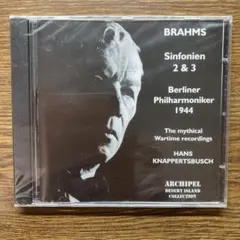 BRAHMS
Sinfonien
2 & 3
Berliner
Philharmoniker
1944
The mythical
Wartime recordings
HANS
KNAPPERTSBUSCH
ARCHIPEL
DESERT ISLAND
COLLECTION